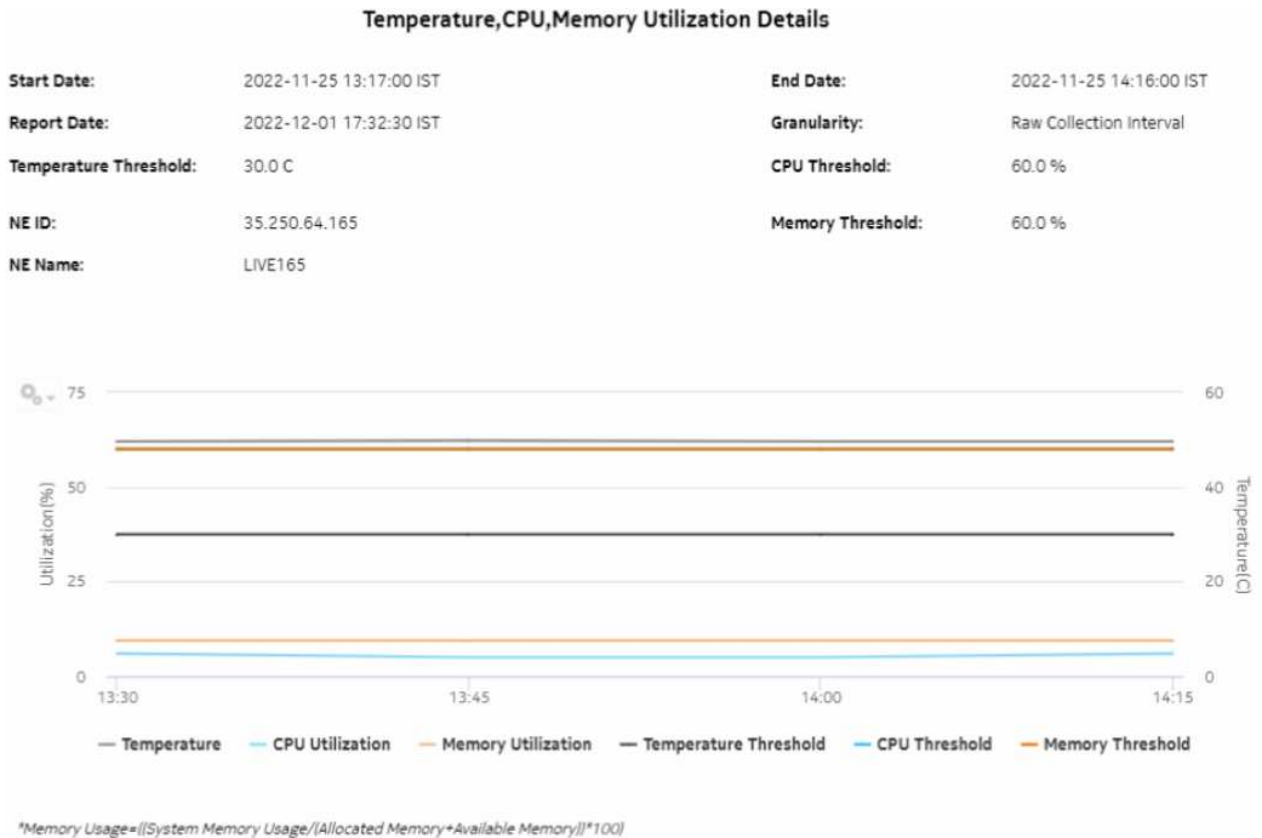 Temperature,CPU,Memory Utilization Details
Start Date: 2022-11-25 13:17:00 IST End Date: 2022-11-25 14:16:00 IST
Report Date: 2022-12-01 17:32:30 IST Granularity: Raw Collection Interval
Temperature Threshold: 30.0 C CPU Threshold: 60.0 %
NE ID: 35.250.64.165 Memory Threshold: 60.0 %
NE Name: LIVE165
75 60
50 40
Utilization(%)
Temperature(C)
25 20
0 0
13:30 13:45 14:00 14:15
Temperature CPU Utilization Memory Utilization Temperature Threshold CPU Threshold Memory Threshold
*Memory Usage=((System Memory Usage/(Allocated Memory+Available Memory))*100)